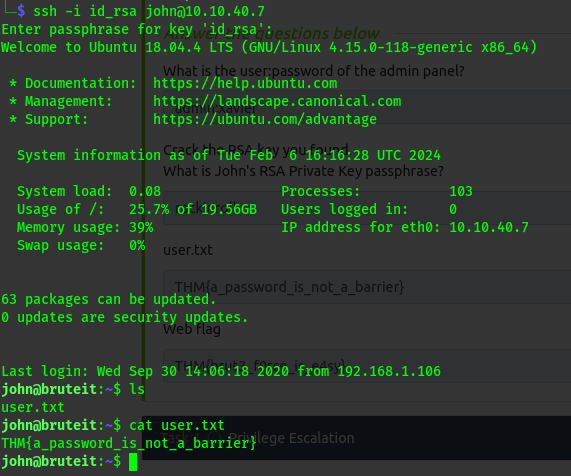 $ ssh -i id_rsa john@10.10.40.7
Enter passphrase for key 'id_rsa':
Answer the questions below
Welcome to Ubuntu 18.04.4 LTS (GNU/Linux 4.15.0-118-generic x86_64)
What is the user:password of the admin panel?
* Documentation:  https://help.ubuntu.com
* Management:     https://landscape.canonical.com
admin:xavier
* Support:        https://ubuntu.com/advantage
Crack the RSA key you found.
System information as of Tue Feb  6 16:16:28 UTC 2024
What is John's RSA Private Key passphrase?
System load:  0.08               Processes:           103
Usage of /:   25.7% of 19.56GB   Users logged in:     0
Memory usage: 39%                IP address for eth0: 10.10.40.7
Swap usage:   0%
user.txt
THM{a_password_is_not_a_barrier}
63 packages can be updated.
0 updates are security updates.
Web flag
THM{brut3_f0rce_is_e4sy}
Last login: Wed Sep 30 14:06:18 2020 from 192.168.1.106
john@bruteit:~$ ls
user.txt
john@bruteit:~$ cat user.txt
Privilege Escalation
THM{a_password_is_not_a_barrier}
john@bruteit:~$